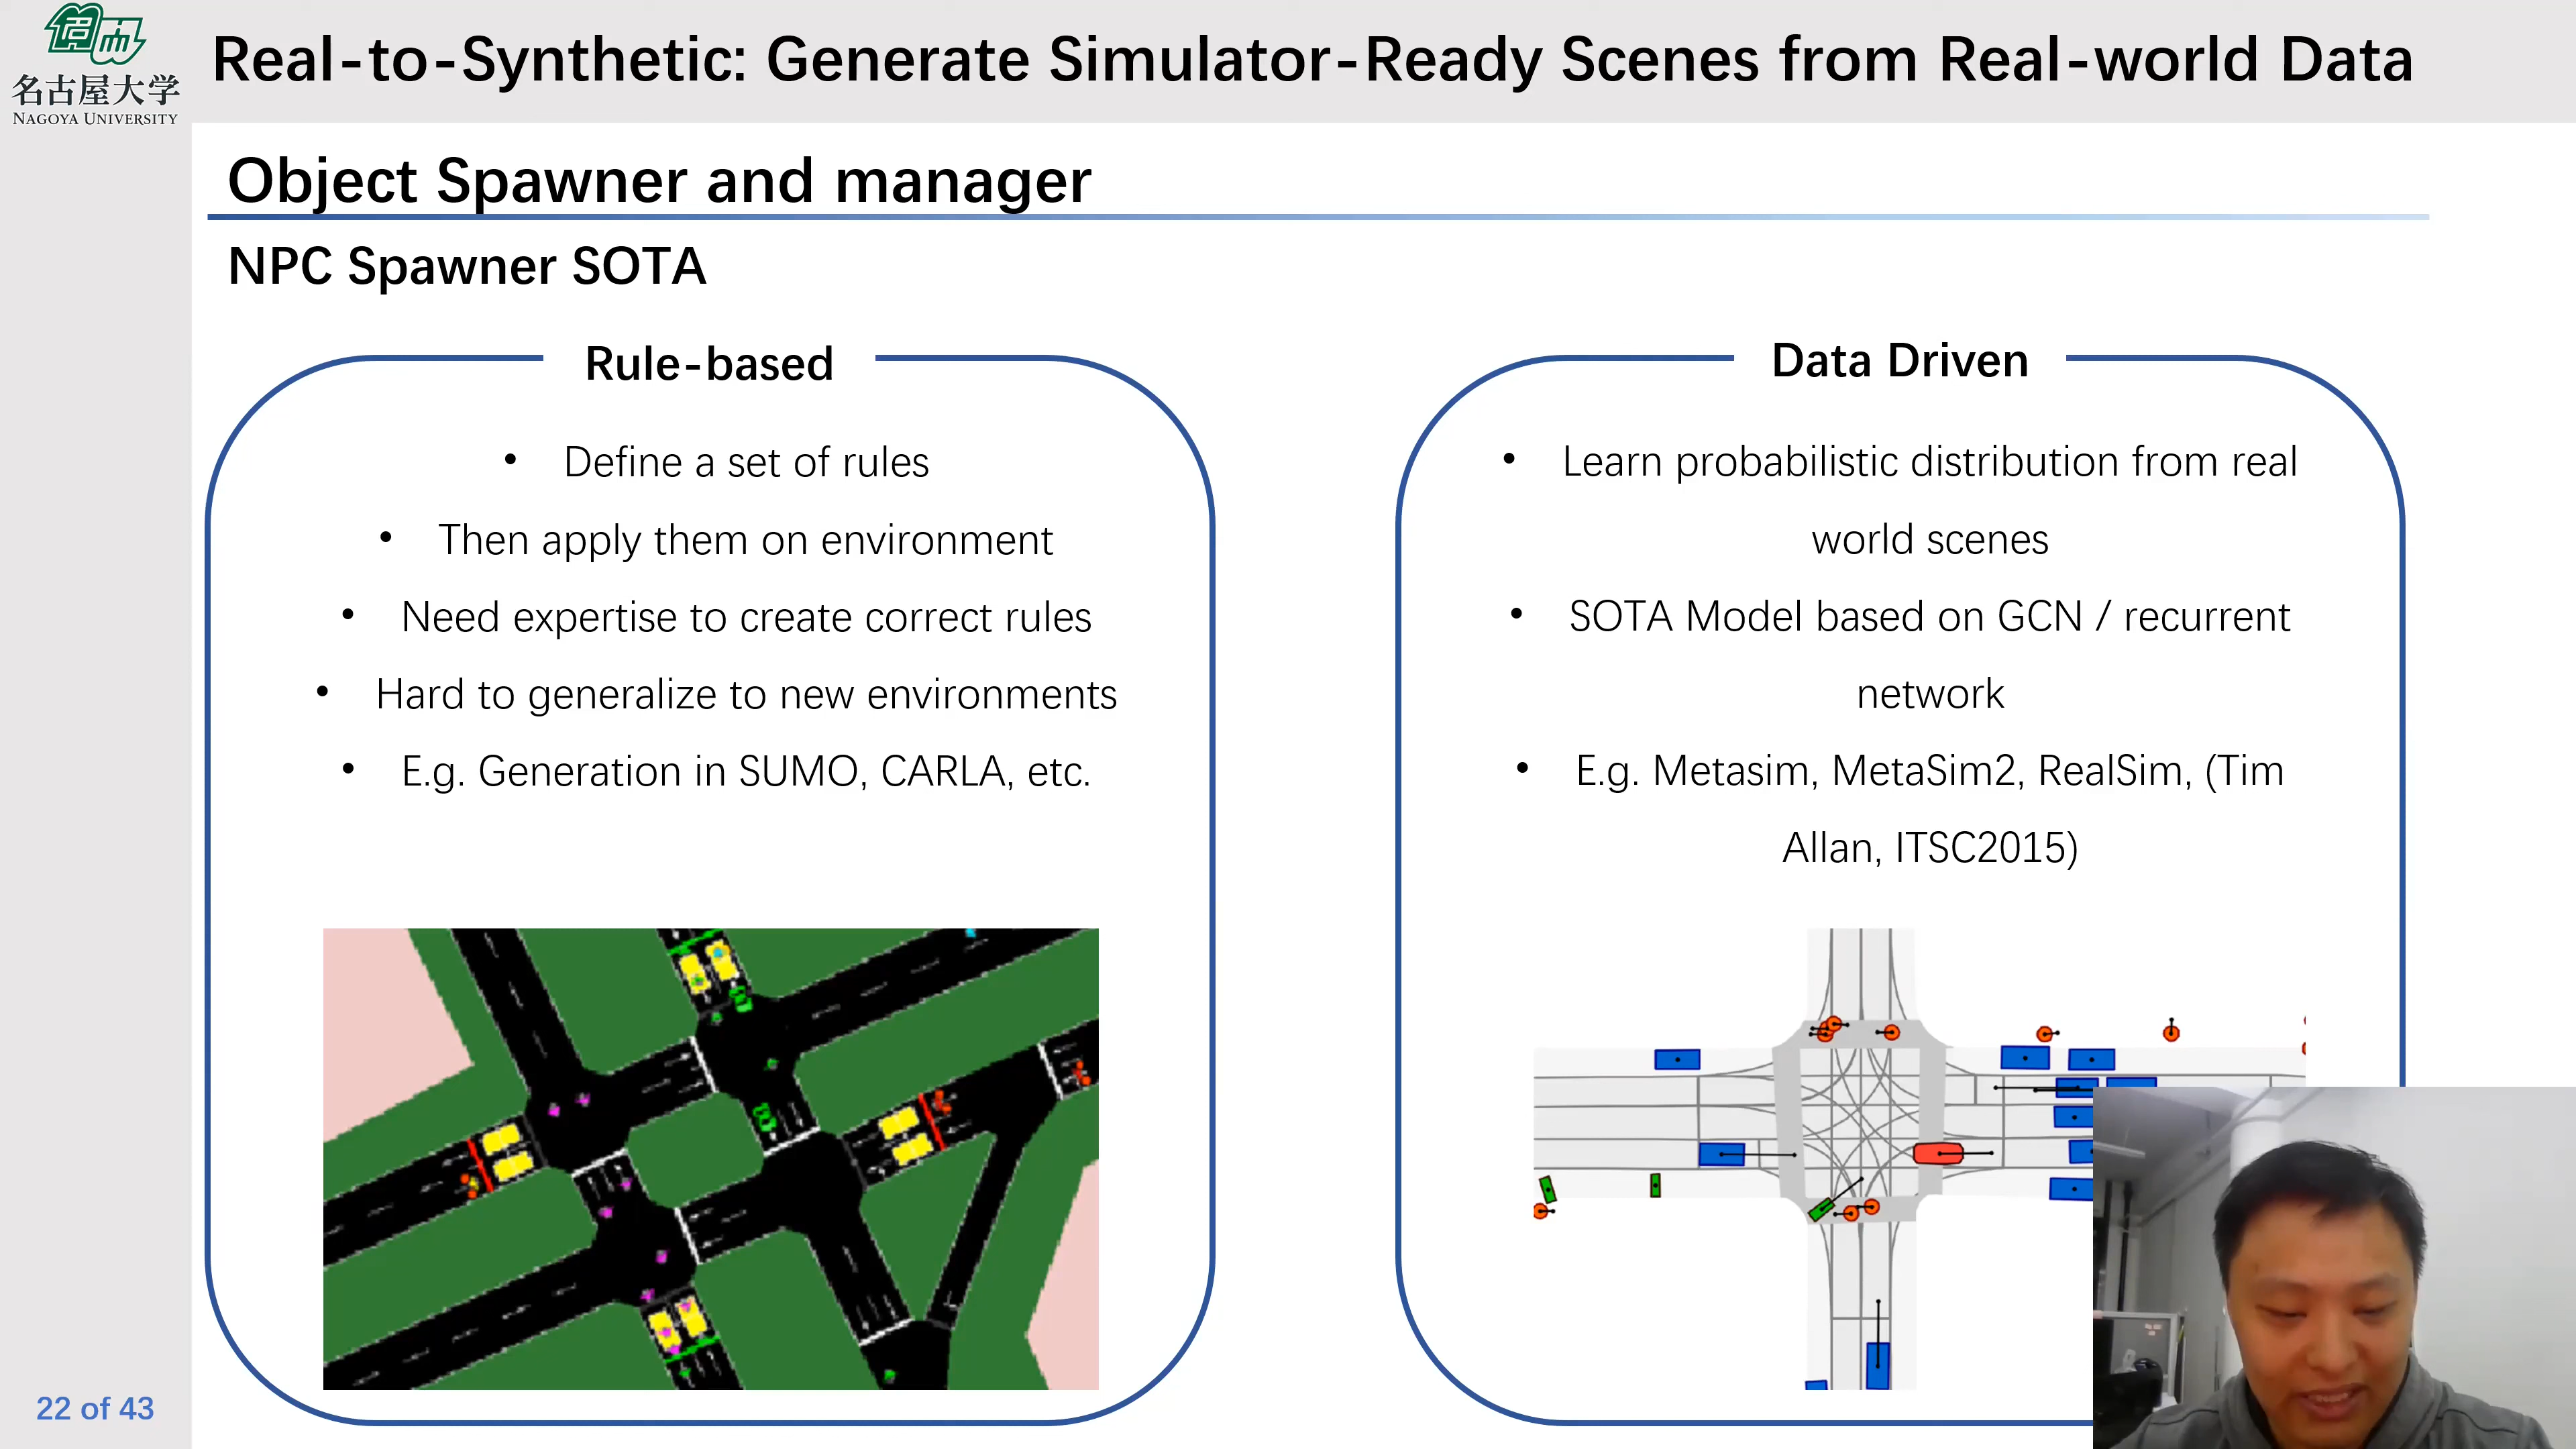 名古屋大学
NAGOYA UNIVERSITY
Real-to-Synthetic: Generate Simulator-Ready Scenes from Real-world Data
Object Spawner and manager
NPC Spawner SOTA
Rule-based
• Define a set of rules
• Then apply them on environment
• Need expertise to create correct rules
• Hard to generalize to new environments
• E.g. Generation in SUMO, CARLA, etc.
Data Driven
• Learn probabilistic distribution from real
world scenes
• SOTA Model based on GCN / recurrent
network
• E.g. Metasim, MetaSim2, RealSim, (Tim
Allan, ITSC2015)
22 of 43